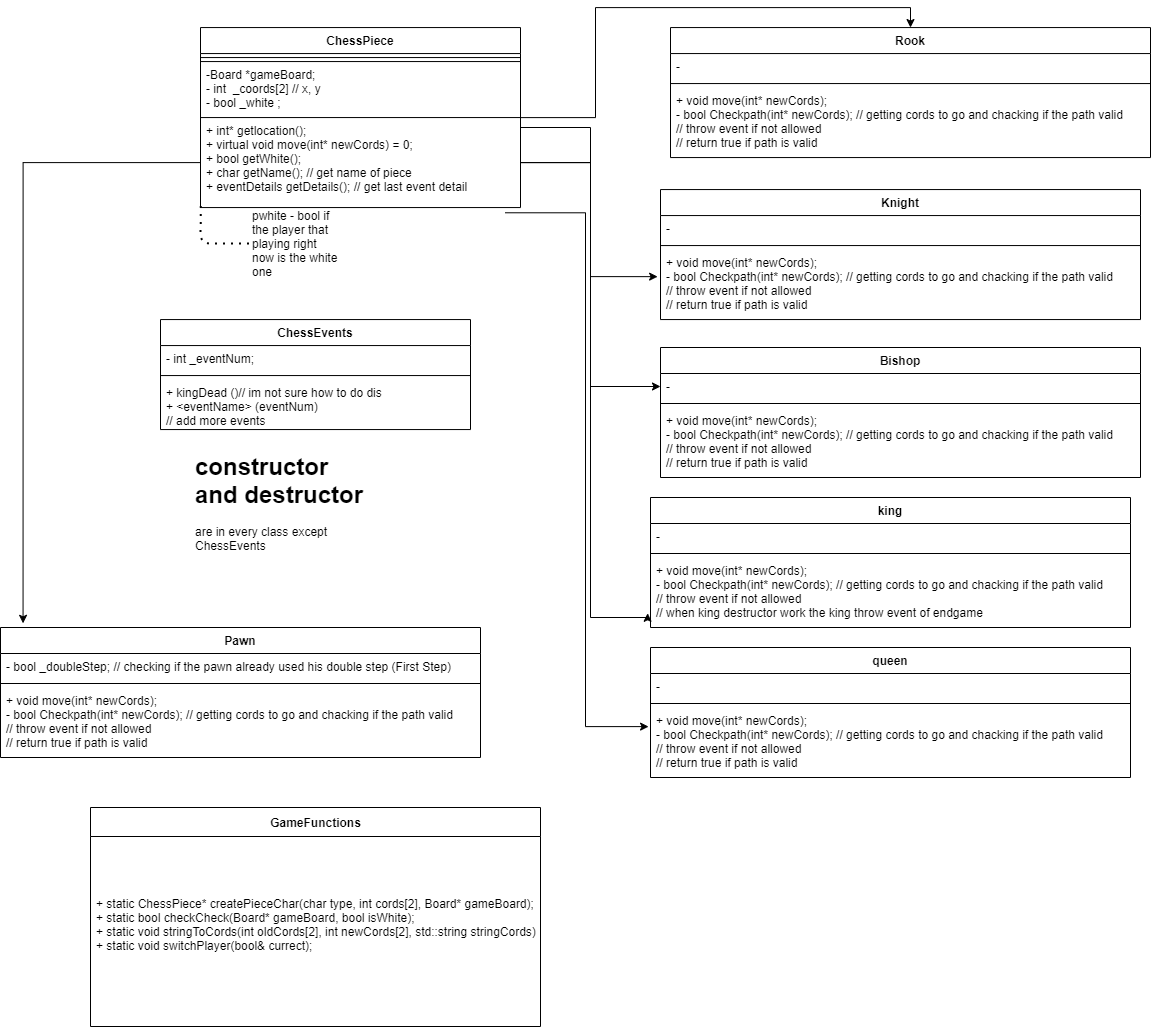 ChessPiece
-Board *gameBoard;
- int _coords[2] // x, y
- bool _white ;
+ int* getlocation();
+ virtual void move(int* newCords) = 0;
+ bool getWhite();
+ char getName(); // get name of piece
+ eventDetails getDetails(); // get last event detail
pwhite - bool if
the player that
playing right
now is the white
one
Rook
-
+ void move(int* newCords);
- bool Checkpath(int* newCords); // getting cords to go and chacking if the path valid
// throw event if not allowed
// return true if path is valid
Knight
-
+ void move(int* newCords);
- bool Checkpath(int* newCords); // getting cords to go and chacking if the path valid
// throw event if not allowed
// return true if path is valid
ChessEvents
- int _eventNum;
+ kingDead ()// im not sure how to do dis
+ <eventName> (eventNum)
// add more events
Bishop
-
+ void move(int* newCords);
- bool Checkpath(int* newCords); // getting cords to go and chacking if the path valid
// throw event if not allowed
// return true if path is valid
constructor
and destructor
are in every class except
ChessEvents
king
-
+ void move(int* newCords);
- bool Checkpath(int* newCords); // getting cords to go and chacking if the path valid
// throw event if not allowed
// when king destructor work the king throw event of endgame
Pawn
- bool _doubleStep; // checking if the pawn already used his double step (First Step)
+ void move(int* newCords);
- bool Checkpath(int* newCords); // getting cords to go and chacking if the path valid
// throw event if not allowed
// return true if path is valid
queen
-
+ void move(int* newCords);
- bool Checkpath(int* newCords); // getting cords to go and chacking if the path valid
// throw event if not allowed
// return true if path is valid
GameFunctions
+ static ChessPiece* createPieceChar(char type, int cords[2], Board* gameBoard);
+ static bool checkCheck(Board* gameBoard, bool isWhite);
+ static void stringToCords(int oldCords[2], int newCords[2], std::string stringCords)
+ static void switchPlayer(bool& currect);